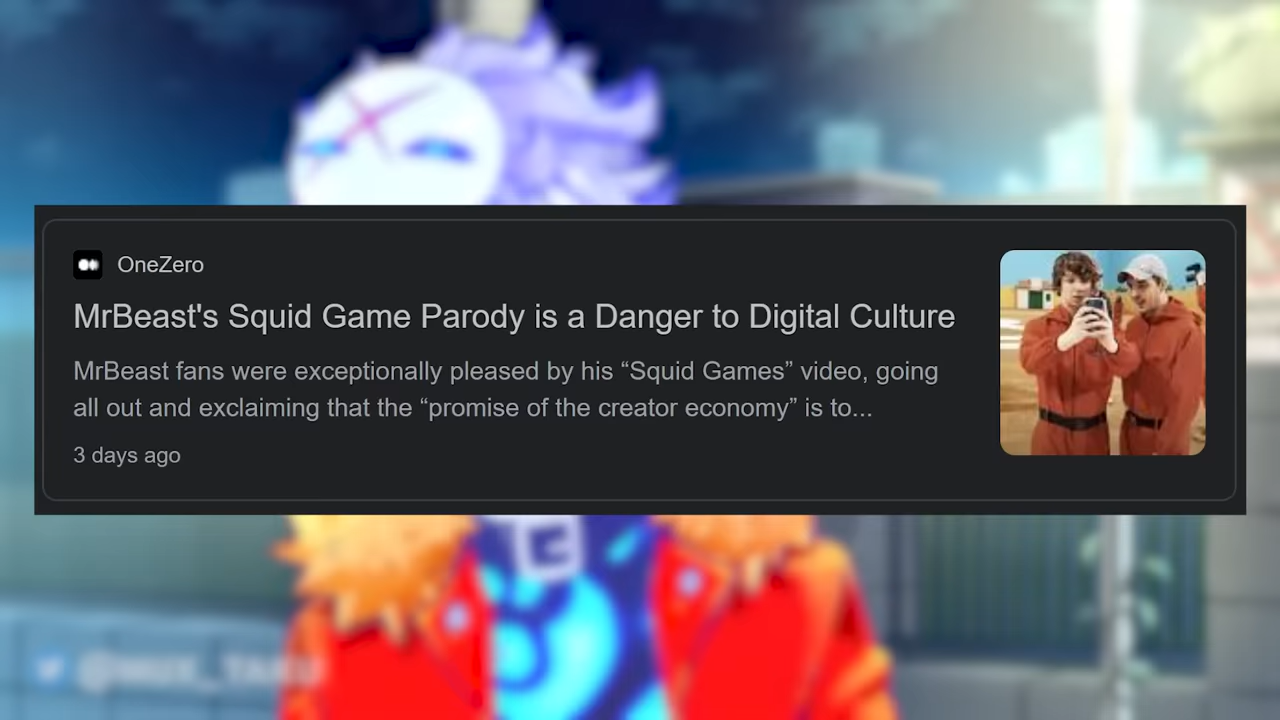 OneZero
MrBeast's Squid Game Parody is a Danger to Digital Culture
MrBeast fans were exceptionally pleased by his “Squid Games” video, going
all out and exclaiming that the “promise of the creator economy” is to...
3 days ago